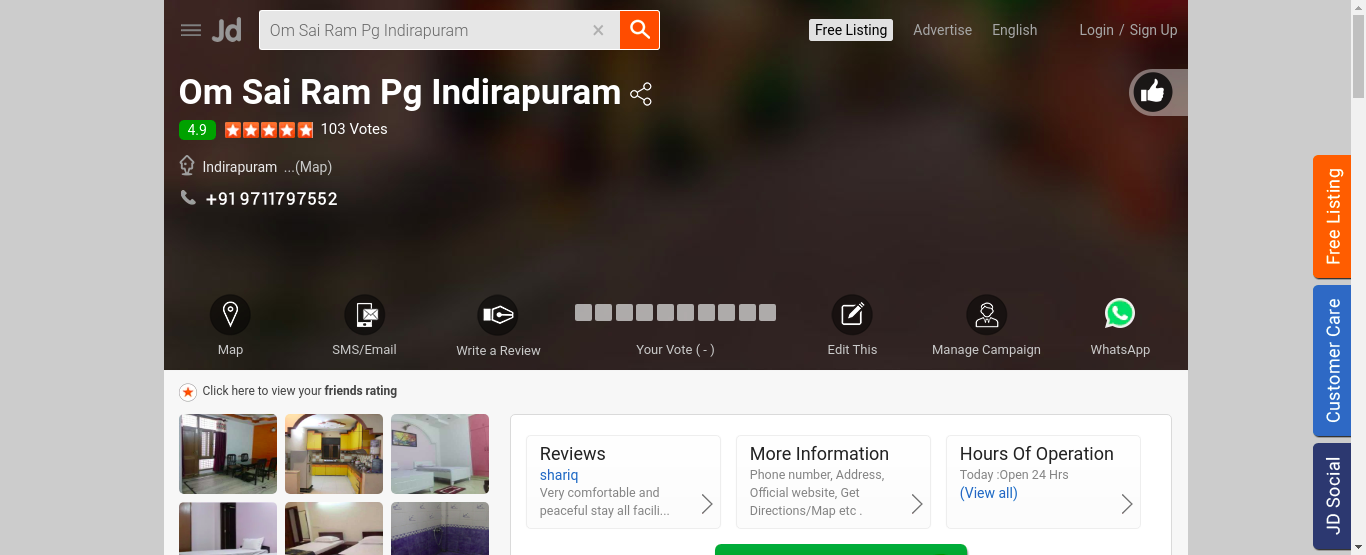 Jd
Om Sai Ram Pg Indirapuram
Free Listing
Advertise
English
Login / Sign Up
Om Sai Ram Pg Indirapuram
4.9
103 Votes
Indirapuram ...(Map)
+91 9711797552
Map
SMS/Email
Write a Review
Your Vote ( - )
Edit This
Manage Campaign
WhatsApp
Click here to view your friends rating
Reviews
shariq
Very comfortable and
peaceful stay all facili...
More Information
Phone number, Address,
Official website, Get
Directions/Map etc .
Hours Of Operation
Today :Open 24 Hrs
(View all)
Free Listing
Customer Care
JD Social